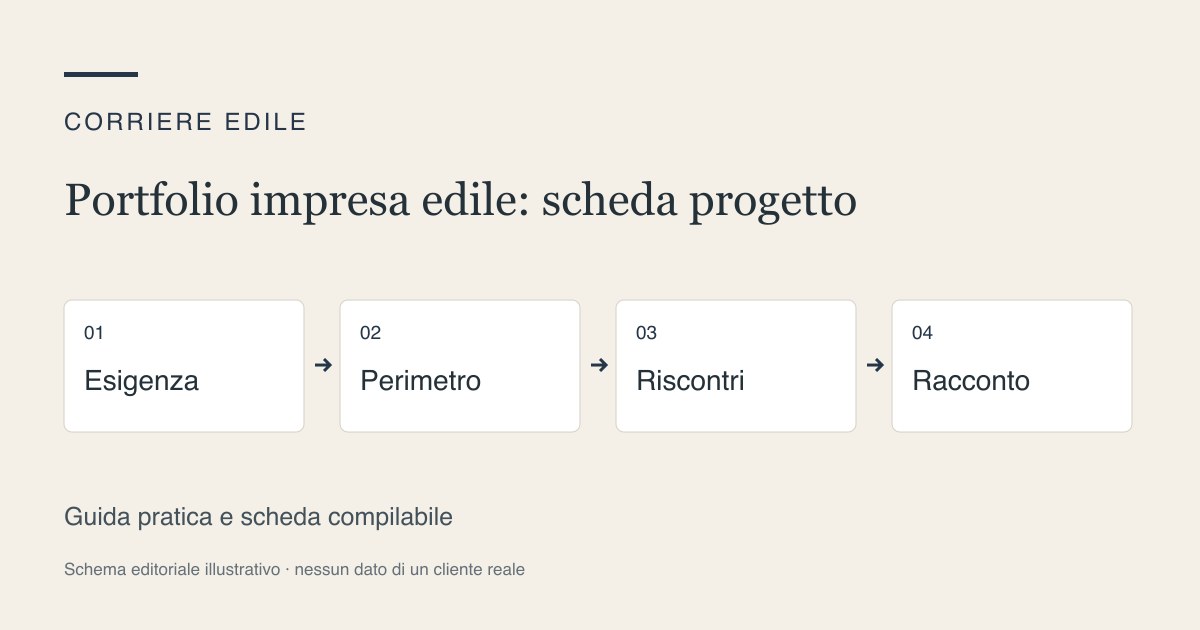 CORRIERE EDILE
Portfolio impresa edile: scheda progetto
01
Esigenza
02
Perimetro
03
Riscontri
04
Racconto
Guida pratica e scheda compilabile
Schema editoriale illustrativo · nessun dato di un cliente reale